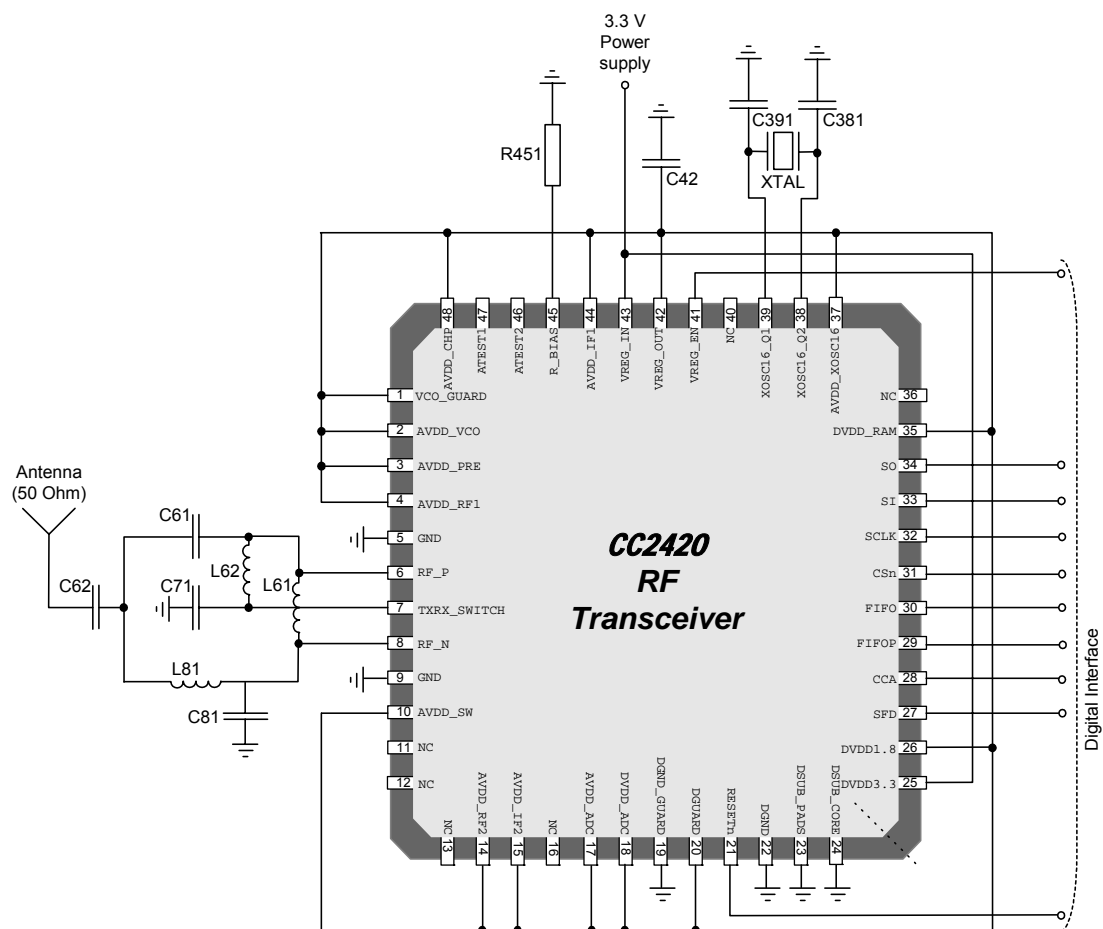 3.3 V
Power
supply
C391
C381
R451
C42
XTAL
48
47
46
45
44
43
42
41
40
39
38
37
AVDD_CHP
ATEST1
ATEST2
R_BIAS
AVDD_IF1
VREG_IN
VREG_OUT
VREG_EN
NC
XOSC16_Q1
XOSC16_Q2
AVDD_XOSC16
1 VCO_GUARD
2 AVDD_VCO
3 AVDD_PRE
4 AVDD_RF1
5 GND
6 RF_P
7 TXRX_SWITCH
8 RF_N
9 GND
10 AVDD_SW
11 NC
12 NC
Antenna
(50 Ohm)
C61
L62
L61
C62
C71
L81
C81
CC2420
RF
Transceiver
NC 36
DVDD_RAM 35
SO 34
SI 33
SCLK 32
CSn 31
FIFO 30
FIFOP 29
CCA 28
SFD 27
DVDD1.8 26
DVDD3.3 25
Digital Interface
NC
AVDD_RF2
AVDD_IF2
NC
AVDD_ADC
DVDD_ADC
DGND_GUARD
DGUARD
RESETn
DGND
DSUB_PADS
DSUB_CORE
13
14
15
16
17
18
19
20
21
22
23
24